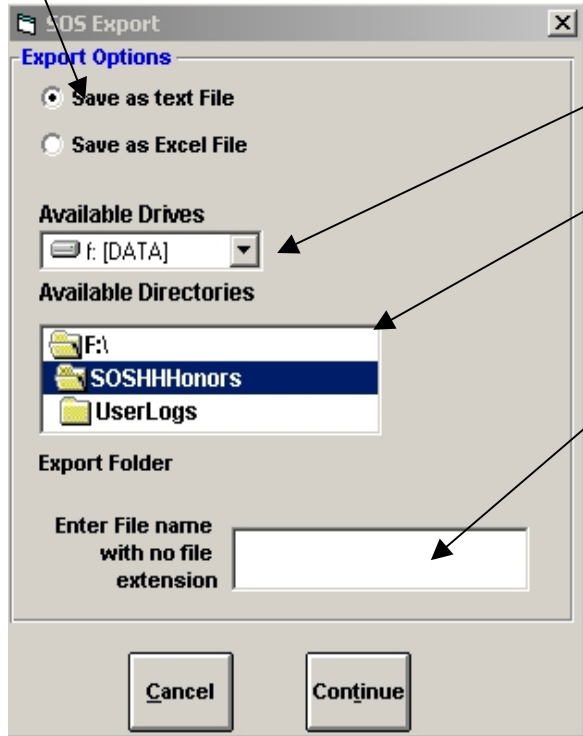 SOS Export
Export Options
Save as text File
Save as Excel File
Available Drives
f: [DATA]
Available Directories
F:\
SOSHHHonors
UserLogs
Export Folder
Enter File name
with no file
extension
Cancel
Continue